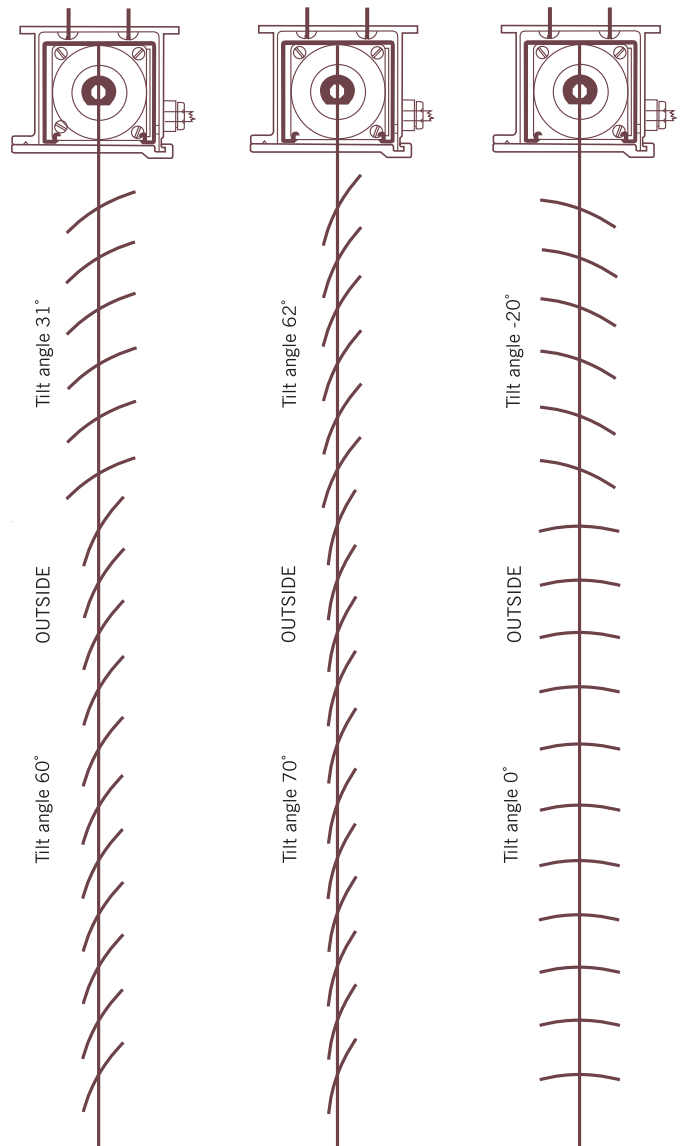 Tilt angle 31°
OUTSIDE
Tilt angle 60°
Tilt angle 62°
OUTSIDE
Tilt angle 70°
Tilt angle -20°
OUTSIDE
Tilt angle 0°